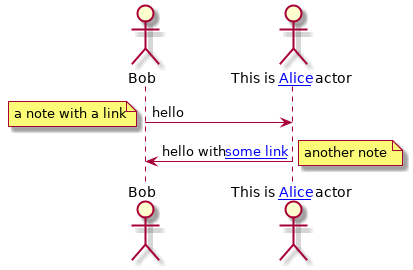 Bob
This is Alice actor
a note with a link
hello
hello with some link
another note
Bob
This is Alice actor